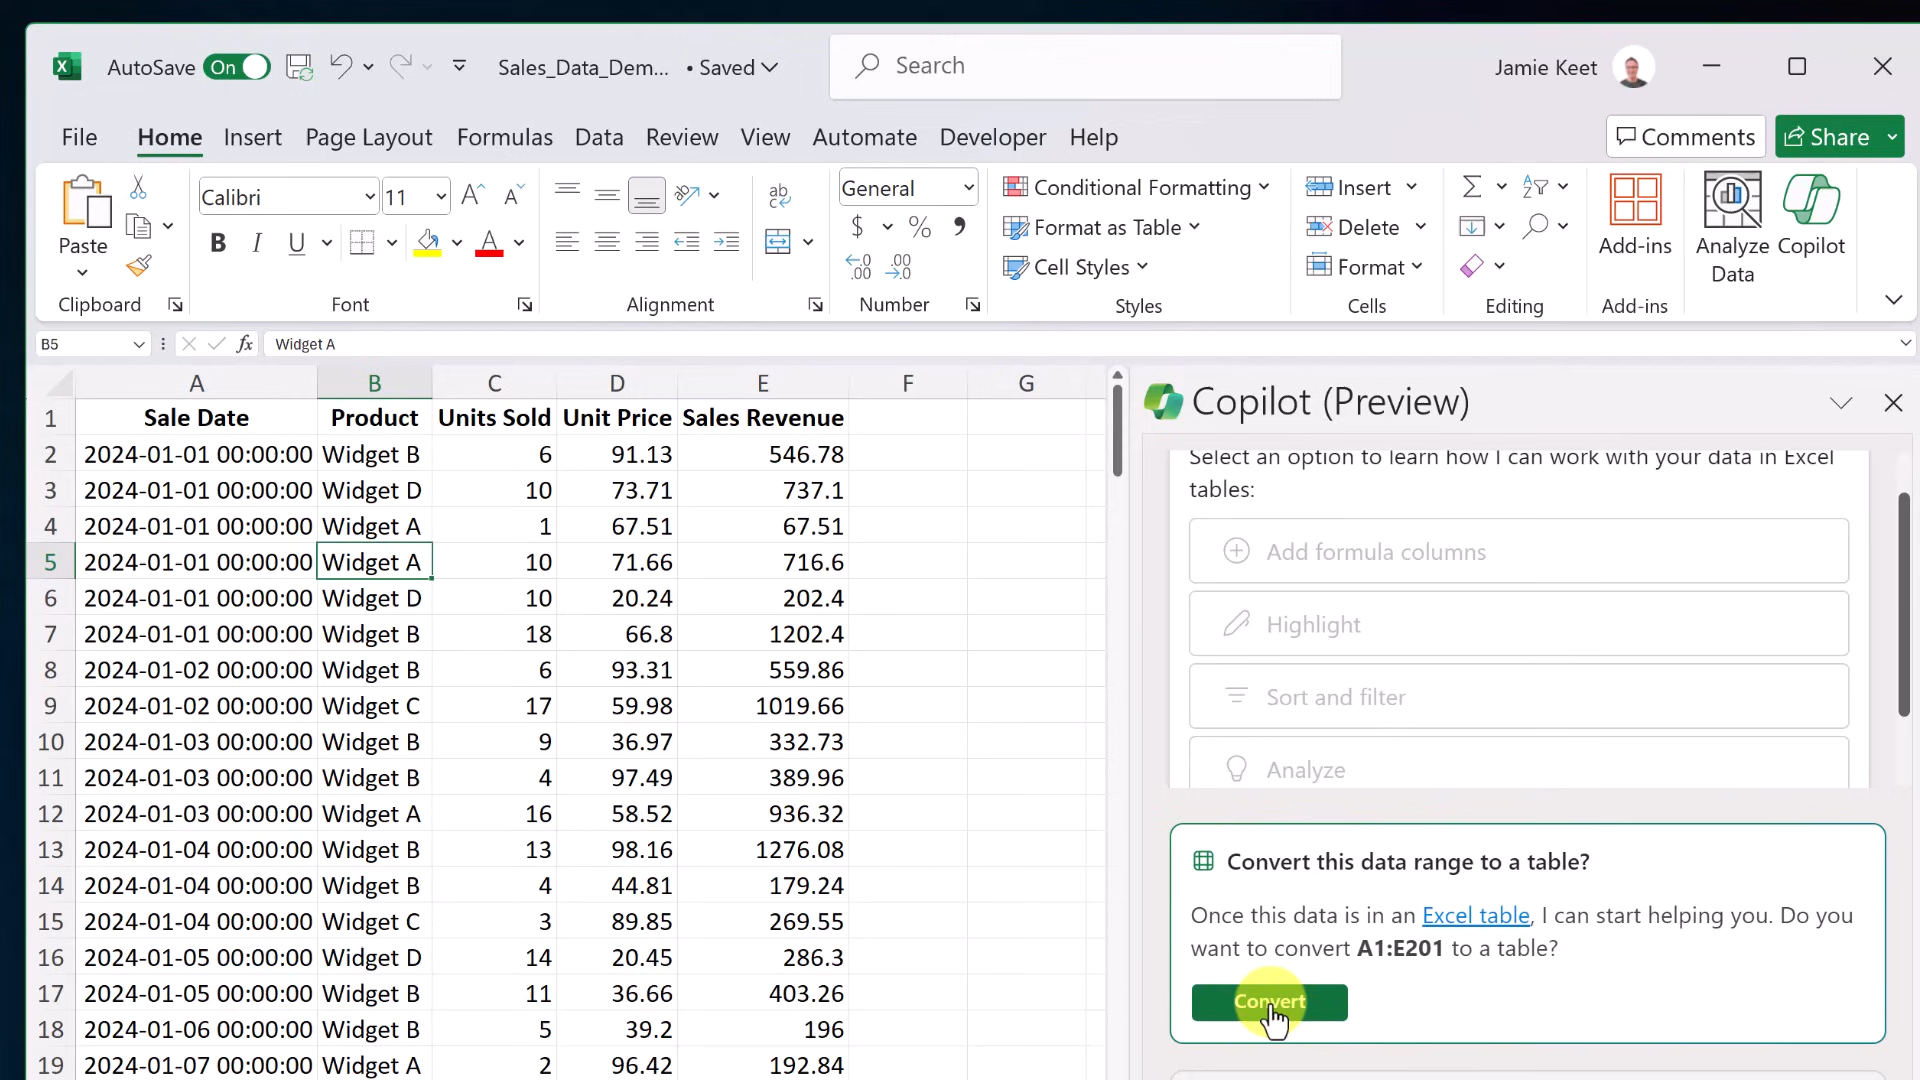 AutoSave On Sales_Data_Dem... • Saved Search Jamie Keet
File Home Insert Page Layout Formulas Data Review View Automate Developer Help Comments Share
Paste Clipboard
Calibri 11 B I U A Font
ab Alignment
General $ % , .00 .00 Number
Conditional Formatting
Format as Table
Cell Styles
Styles
Insert
Delete
Format
Cells
Editing
Add-ins
Add-ins
Analyze Data
Copilot
B5 fx Widget A
A B C D E F G
1 Sale Date Product Units Sold Unit Price Sales Revenue
2 2024-01-01 00:00:00 Widget B 6 91.13 546.78
3 2024-01-01 00:00:00 Widget D 10 73.71 737.1
4 2024-01-01 00:00:00 Widget A 1 67.51 67.51
5 2024-01-01 00:00:00 Widget A 10 71.66 716.6
6 2024-01-01 00:00:00 Widget D 10 20.24 202.4
7 2024-01-01 00:00:00 Widget B 18 66.8 1202.4
8 2024-01-02 00:00:00 Widget B 6 93.31 559.86
9 2024-01-02 00:00:00 Widget C 17 59.98 1019.66
10 2024-01-03 00:00:00 Widget B 9 36.97 332.73
11 2024-01-03 00:00:00 Widget B 4 97.49 389.96
12 2024-01-03 00:00:00 Widget A 16 58.52 936.32
13 2024-01-04 00:00:00 Widget B 13 98.16 1276.08
14 2024-01-04 00:00:00 Widget B 4 44.81 179.24
15 2024-01-04 00:00:00 Widget C 3 89.85 269.55
16 2024-01-05 00:00:00 Widget D 14 20.45 286.3
17 2024-01-05 00:00:00 Widget B 11 36.66 403.26
18 2024-01-06 00:00:00 Widget B 5 39.2 196
19 2024-01-07 00:00:00 Widget A 2 96.42 192.84
Copilot (Preview)
Select an option to learn how I can work with your data in Excel
tables:
Add formula columns
Highlight
Sort and filter
Analyze
Convert this data range to a table?
Once this data is in an Excel table, I can start helping you. Do you
want to convert A1:E201 to a table?
Convert